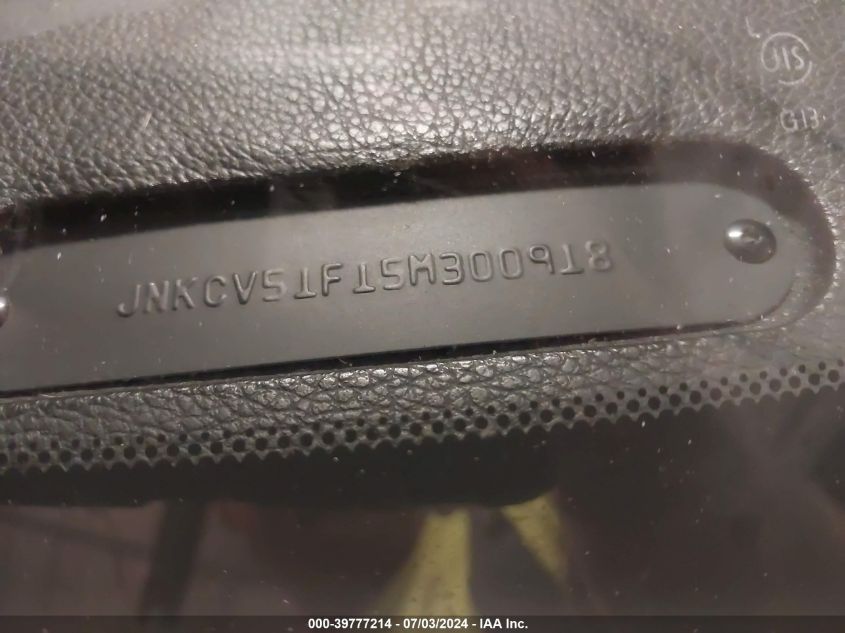 JIS
G13
JNKCV51F15M300918
000-39777214 - 07/03/2024 - IAA Inc.